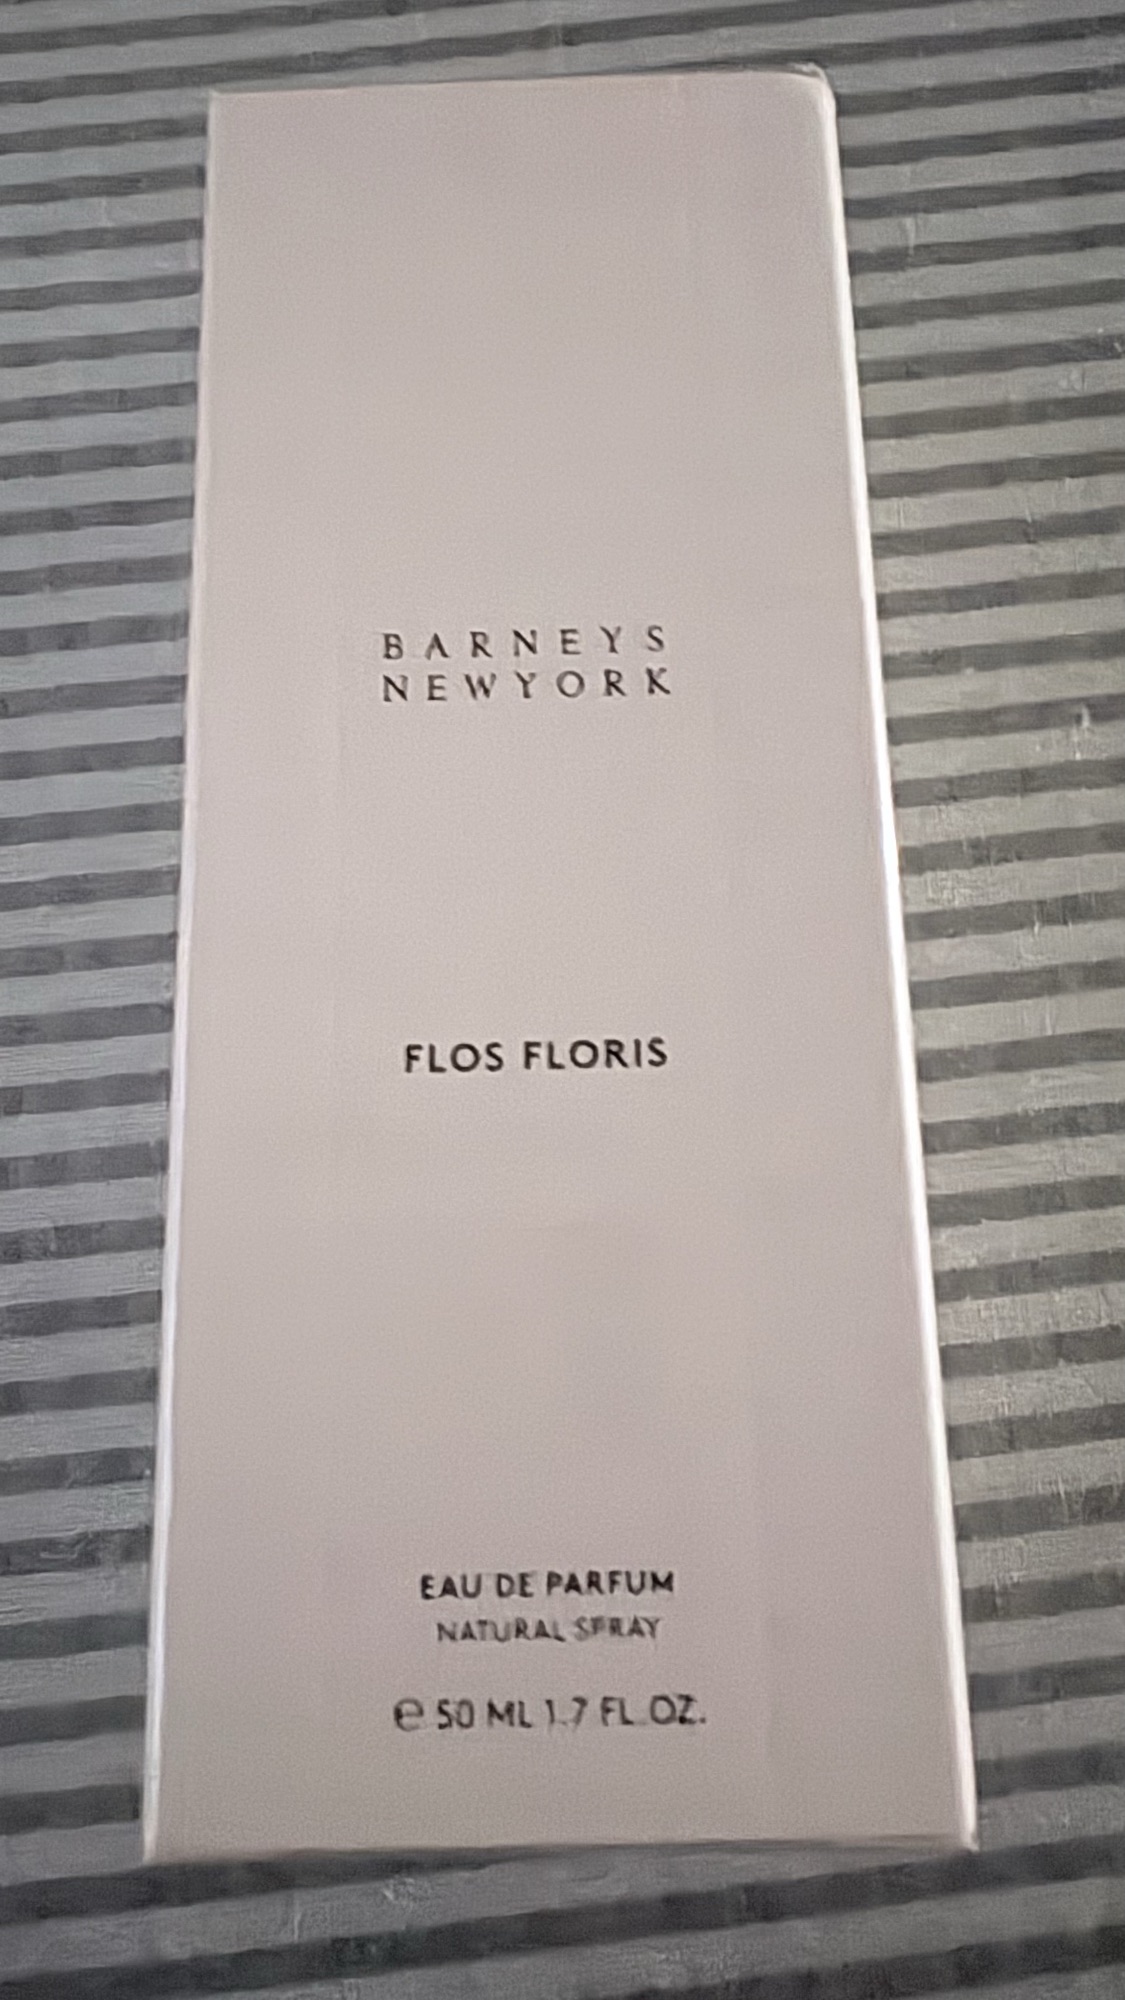 BARNEYS
NEWYORK
FLOS FLORIS
EAU DE PARFUM
NATURAL SPRAY
℮ 50 ML 1.7 FL.OZ.